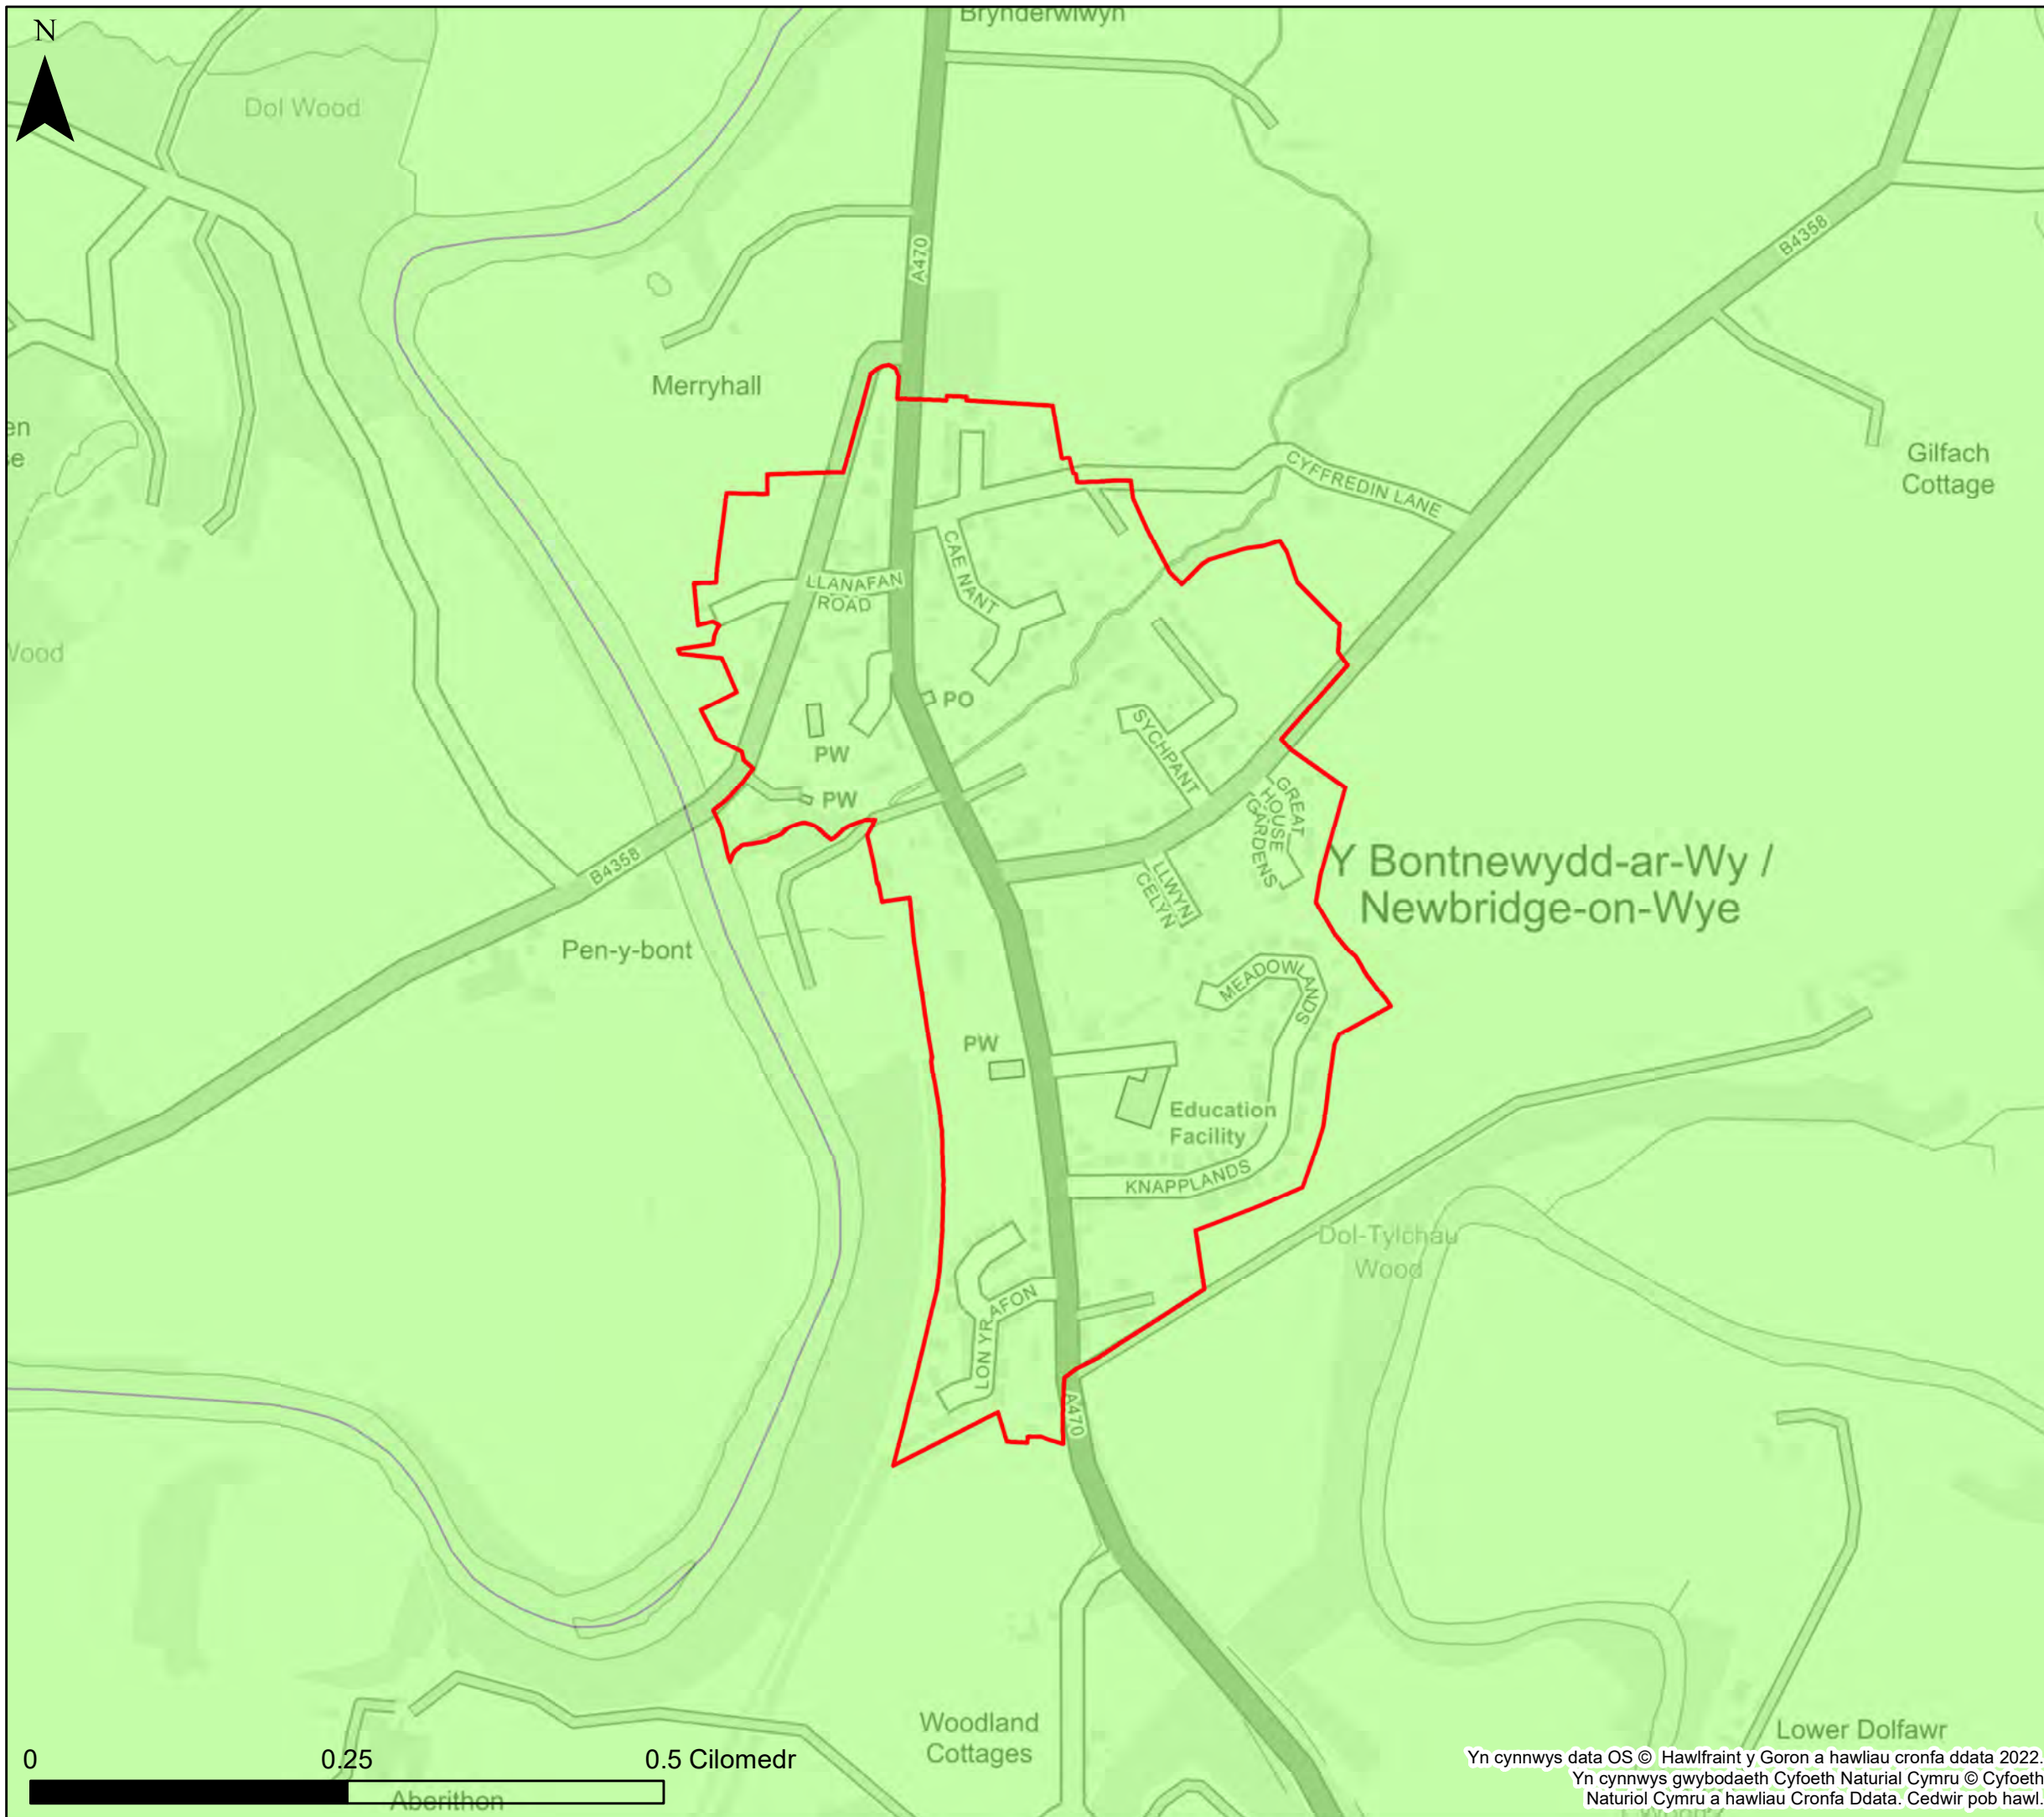 N
Brynderwlwyn
Dol Wood
A470
B4358
Merryhall
Gilfach
Cottage
CYFFREDIN LANE
en
se
CAE NANT
LLANAFAN
ROAD
Wood
PO
SYCHPANT
PW
PW
GREAT
HOUSE
GARDENS
Y Bontnewydd-ar-Wy /
Newbridge-on-Wye
B4358
LLWYN
CELYN
Pen-y-bont
MEADOWLANDS
PW
Education
Facility
KNAPPLANDS
Dol-Tylchau
Wood
LON YR AFON
A470
Woodland
Cottages
Lower Dolfawr
0 0.25 0.5 Cilomedr
Aberithon
Yn cynnwys data OS © Hawlfraint y Goron a hawliau cronfa ddata 2022.
Yn cynnwys gwybodaeth Cyfoeth Naturial Cymru © Cyfoeth
Naturiol Cymru a hawliau Cronfa Ddata. Cedwir pob hawl.